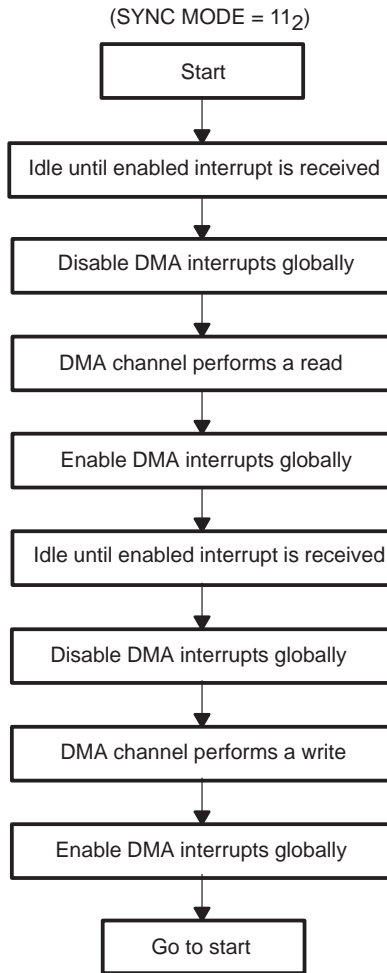 (SYNC MODE = 11₂)
Start
Idle until enabled interrupt is received
Disable DMA interrupts globally
DMA channel performs a read
Enable DMA interrupts globally
Idle until enabled interrupt is received
Disable DMA interrupts globally
DMA channel performs a write
Enable DMA interrupts globally
Go to start